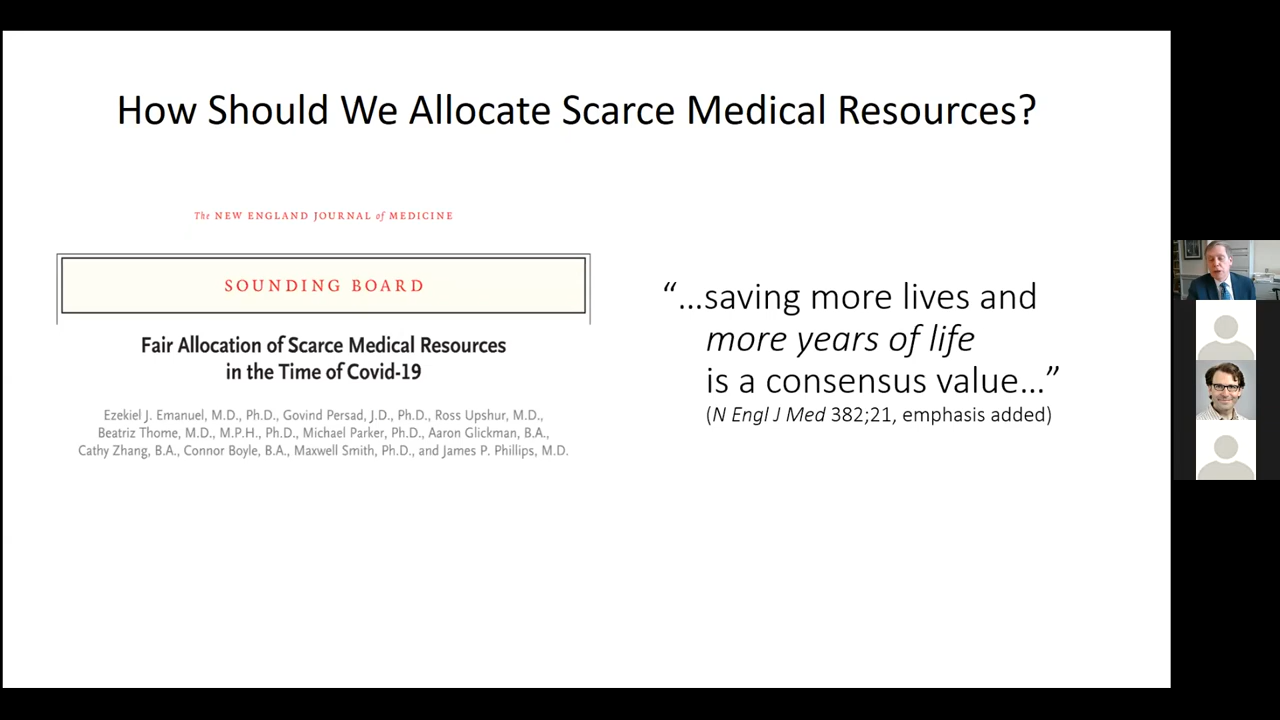 How Should We Allocate Scarce Medical Resources?
The NEW ENGLAND JOURNAL of MEDICINE
SOUNDING BOARD
Fair Allocation of Scarce Medical Resources
in the Time of Covid-19
Ezekiel J. Emanuel, M.D., Ph.D., Govind Persad, J.D., Ph.D., Ross Upshur, M.D.,
Beatriz Thome, M.D., M.P.H., Ph.D., Michael Parker, Ph.D., Aaron Glickman, B.A.,
Cathy Zhang, B.A., Connor Boyle, B.A., Maxwell Smith, Ph.D., and James P. Phillips, M.D.
“...saving more lives and
more years of life
is a consensus value...”
(N Engl J Med 382;21, emphasis added)